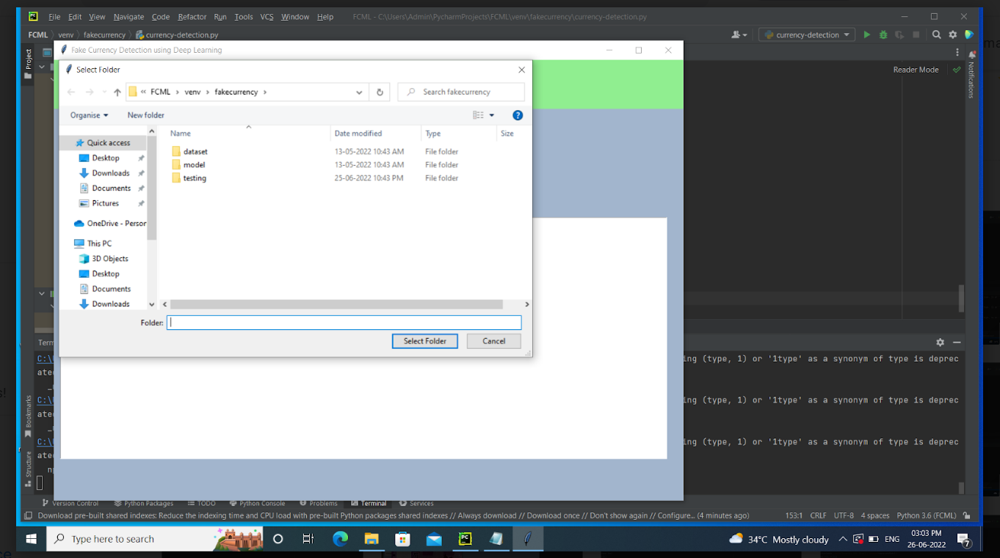 File Edit View Navigate Code Refactor Run Tools VCS Window Help FCML - C:\Users\Admin\PycharmProjects\FCML\venv\fakecurrency\currency-detection.py
FCML venv fakecurrency currency-detection.py currency-detection
Project
Fake Currency Detection using Deep Learning
Reader Mode
Notifications
Select Folder
« FCML › venv › fakecurrency ›
Search fakecurrency
Organise New folder
Name Date modified Type Size
Quick access
Desktop
Downloads
Documents
Pictures
OneDrive - Person
This PC
3D Objects
Desktop
Documents
Downloads
dataset 13-05-2022 10:43 AM File folder
model 13-05-2022 10:43 AM File folder
testing 25-06-2022 10:43 PM File folder
Folder:
Select Folder Cancel
Term
C:\ ing (type, 1) or '1type' as a synonym of type is deprec
ate
C:\ ing (type, 1) or '1type' as a synonym of type is deprec
ate
C:\ ing (type, 1) or '1type' as a synonym of type is deprec
ate
np
Bookmarks
Structure
Version Control Python Packages TODO Python Console Problems Terminal Services
Download pre-built shared indexes: Reduce the indexing time and CPU load with pre-built Python packages shared indexes // Always download // Download once // Don't show again // Configure... (4 minutes ago) 153:1 CRLF UTF-8 4 spaces Python 3.6 (FCML)
Type here to search
34°C Mostly cloudy ENG
03:03 PM
26-06-2022
7